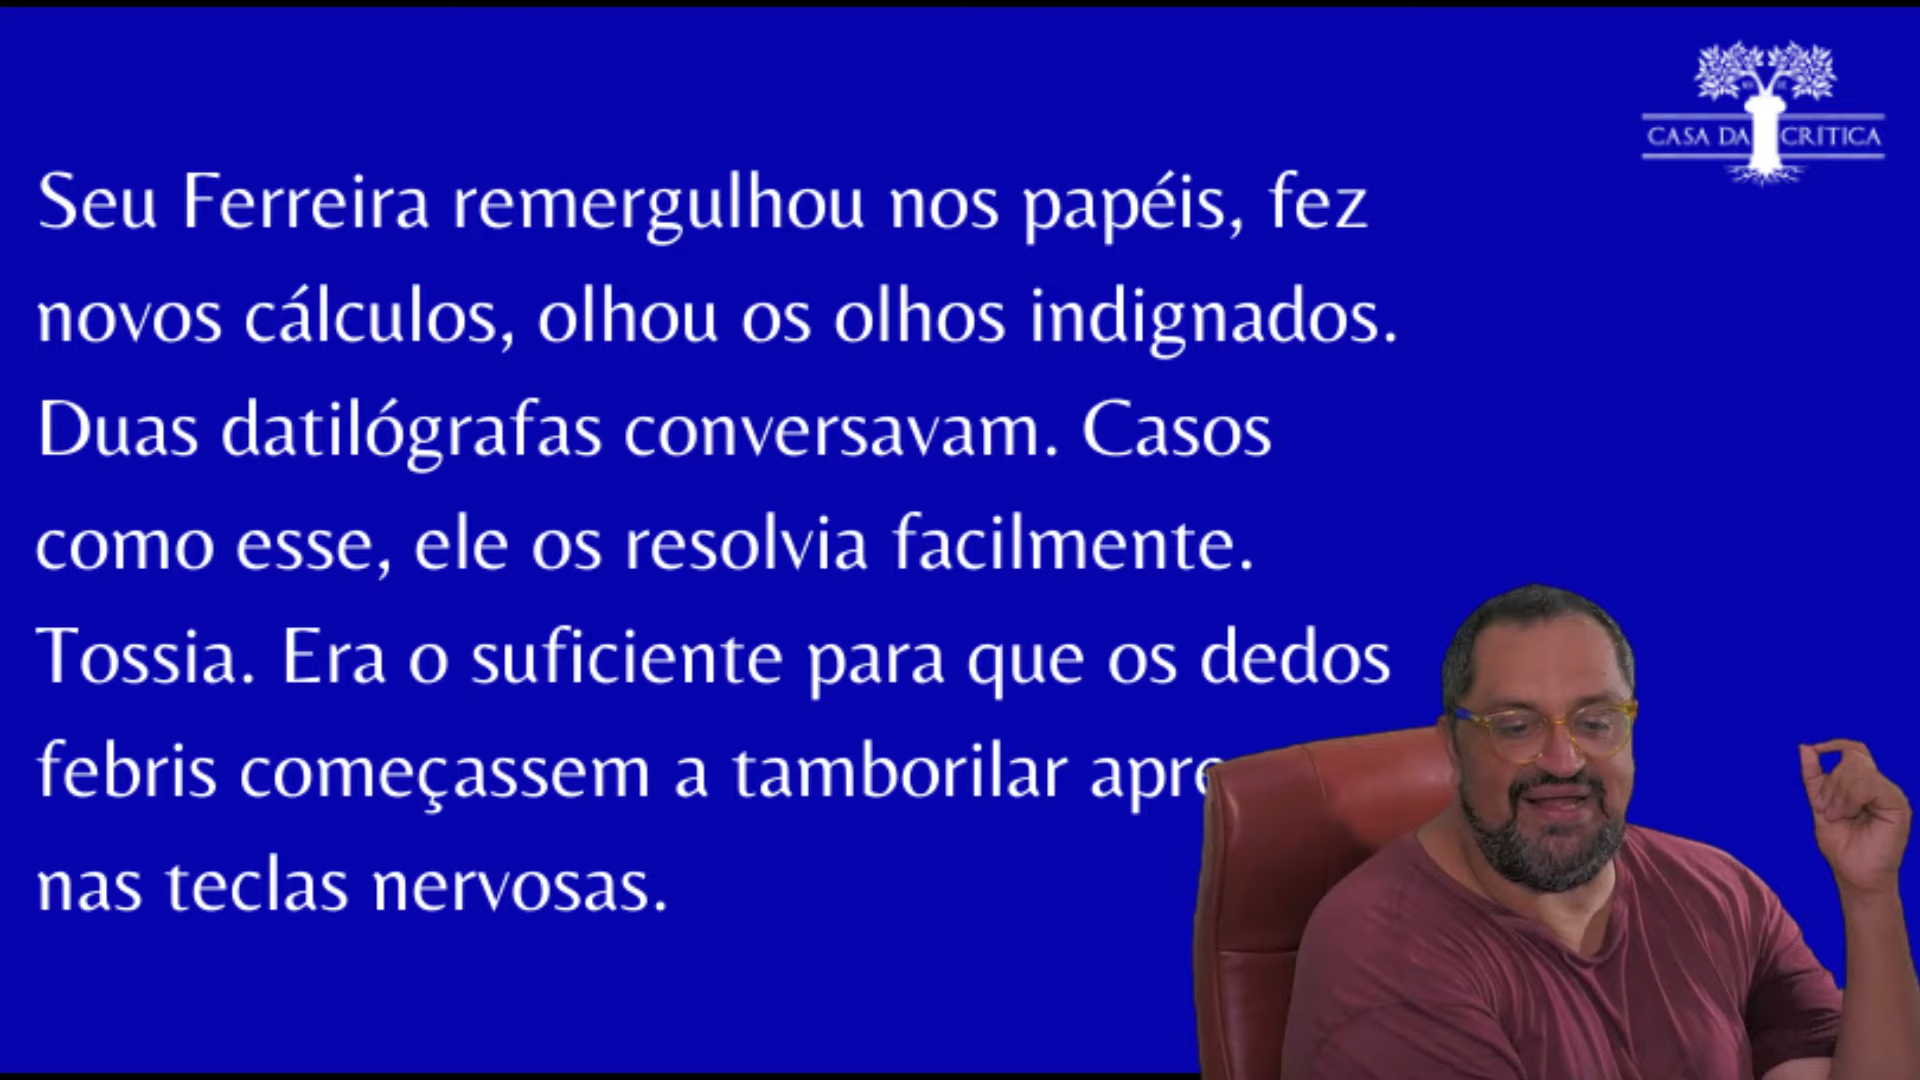 CASA DA CRÍTICA
Seu Ferreira remergulhou nos papéis, fez
novos cálculos, olhou os olhos indignados.
Duas datilógrafas conversavam. Casos
como esse, ele os resolvia facilmente.
Tossia. Era o suficiente para que os dedos
febris começassem a tamborilar apre
nas teclas nervosas.